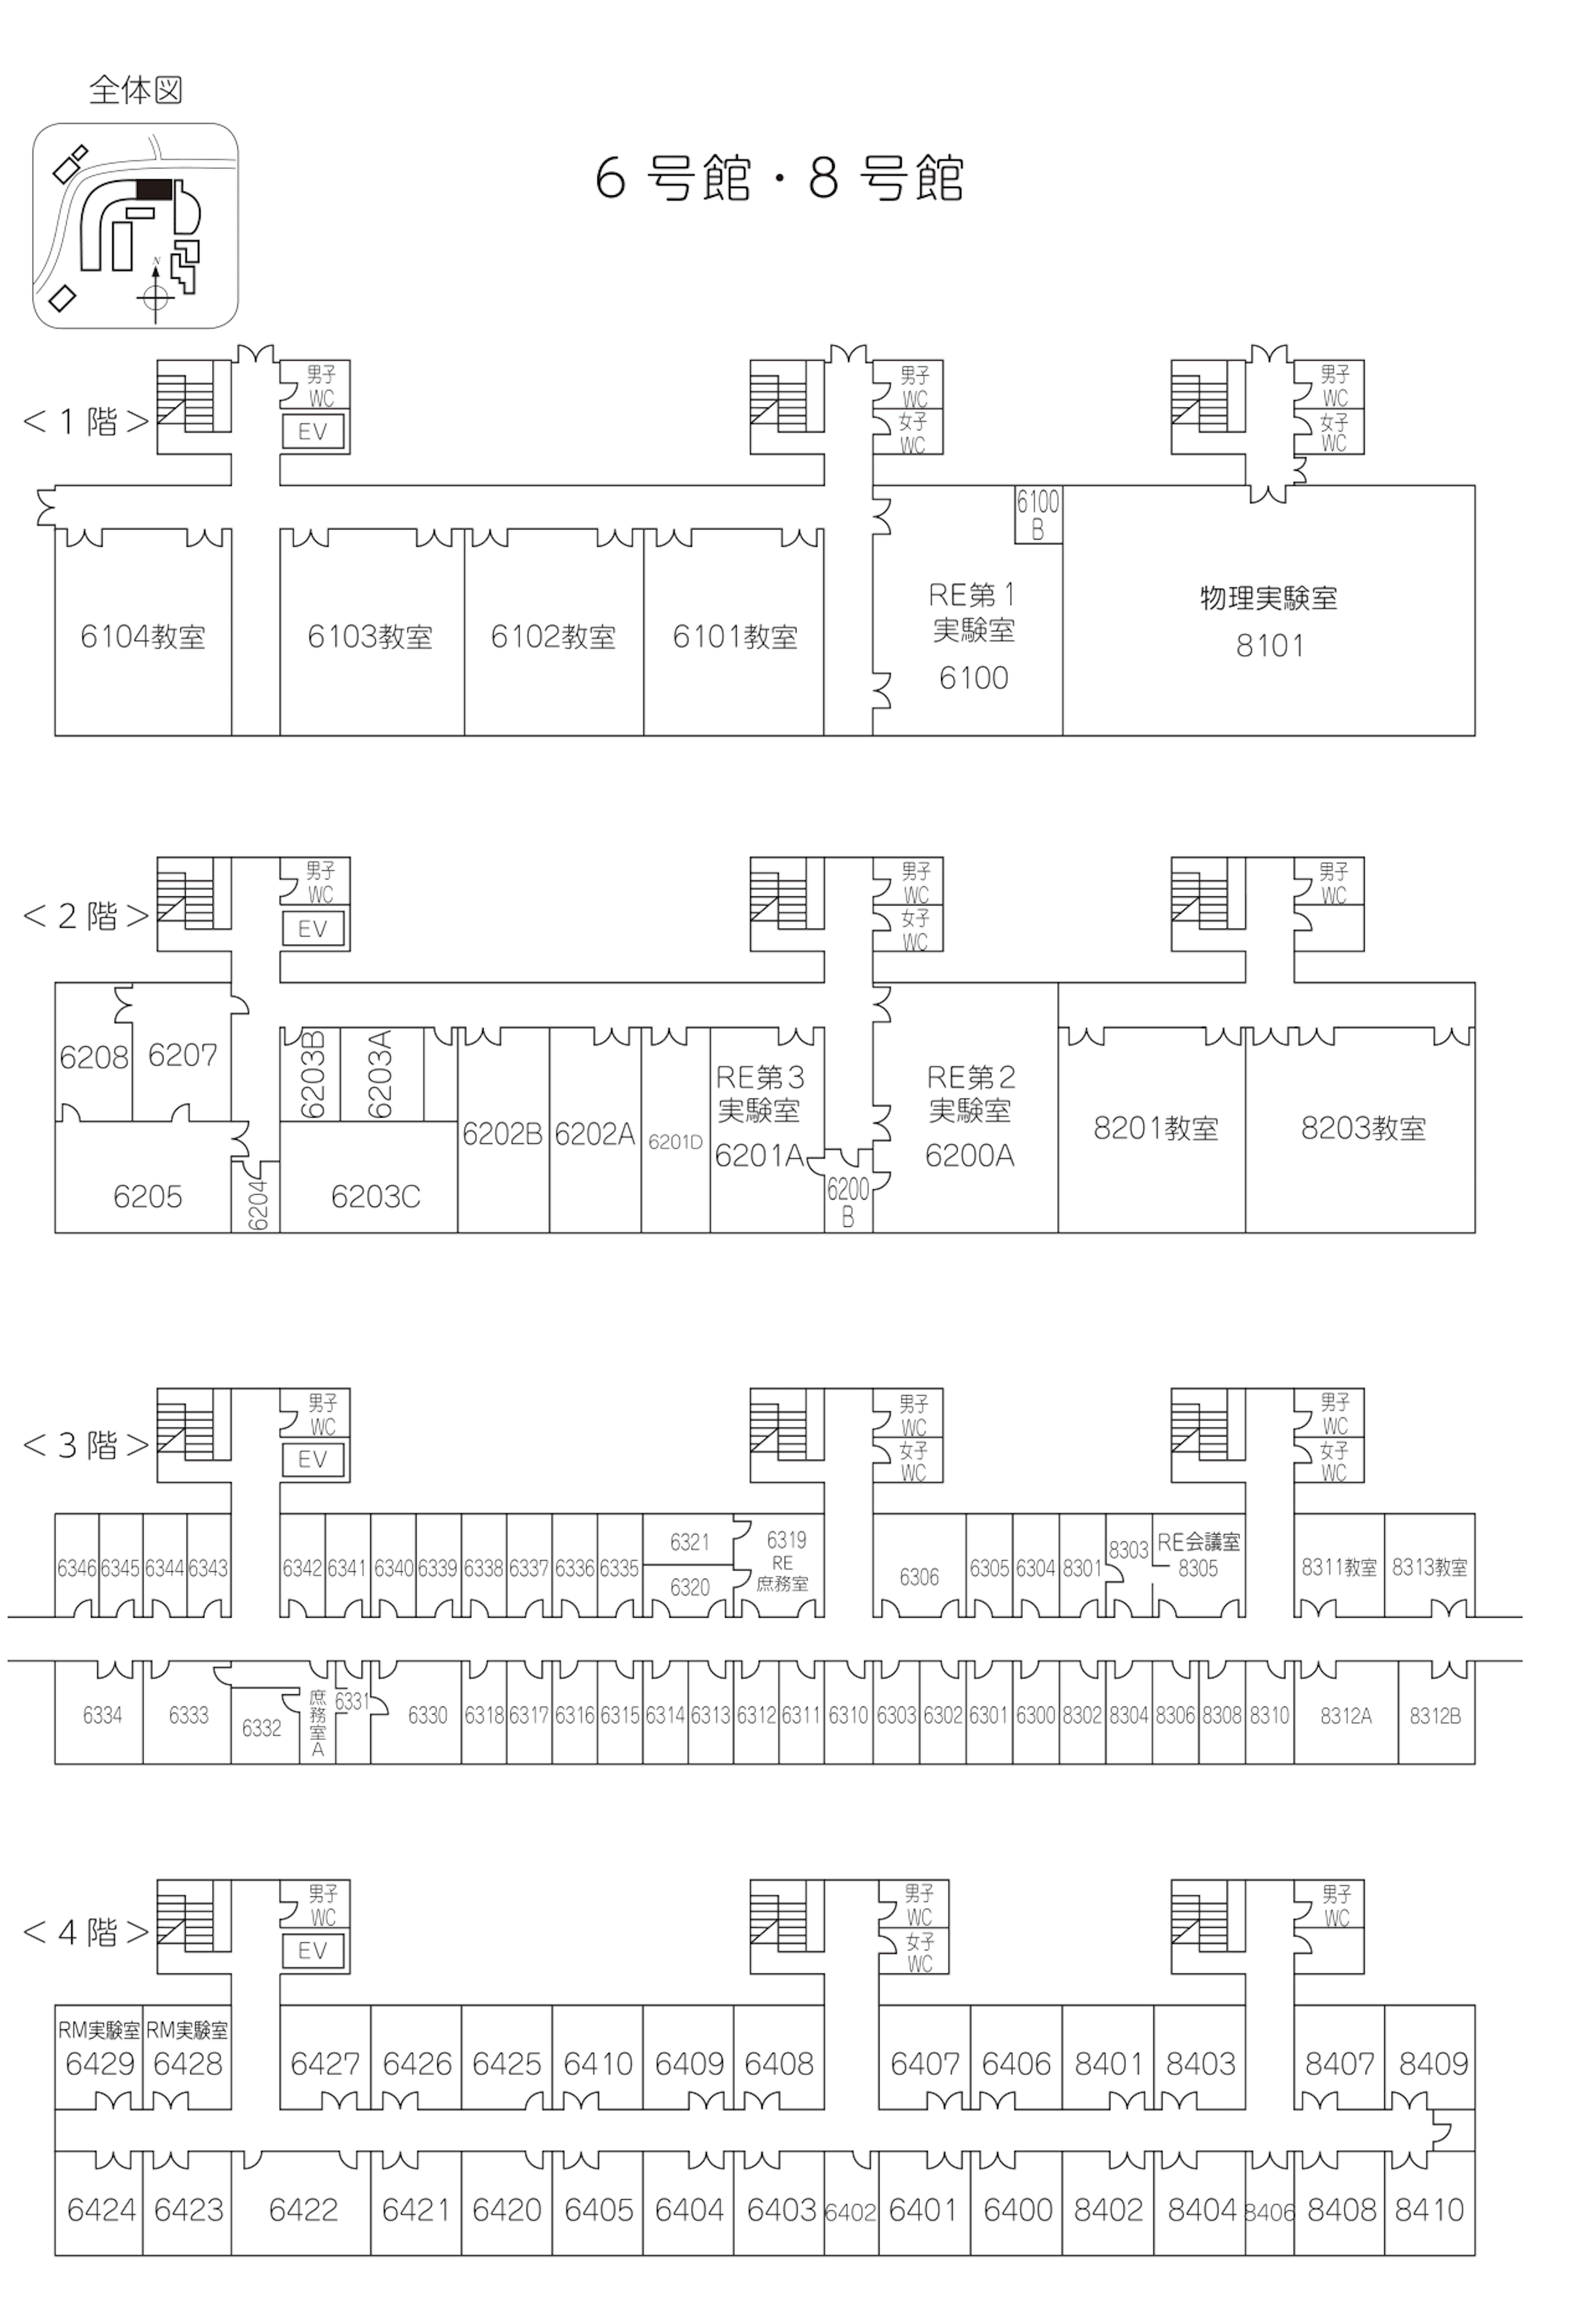 全体図
N
6号館・8号館
<1階>
男子
WC
EV
男子
WC
女子
WC
男子
WC
女子
WC
6104教室
6103教室
6102教室
6101教室
RE第1
実験室
6100
6100
B
物理実験室
8101
<2階>
男子
WC
EV
男子
WC
女子
WC
男子
WC
6208
6207
6205
6204
6203B
6203A
6203C
6202B
6202A
6201D
RE第3
実験室
6201A
6200
B
RE第2
実験室
6200A
8201教室
8203教室
<3階>
男子
WC
EV
男子
WC
女子
WC
男子
WC
女子
WC
6346
6345
6344
6343
6342
6341
6340
6339
6338
6337
6336
6335
6321
6320
6319
RE
庶務室
6306
6305
6304
8301
8303
RE会議室
8305
8311教室
8313教室
6334
6333
6332
庶務室A
6331
6330
6318
6317
6316
6315
6314
6313
6312
6311
6310
6303
6302
6301
6300
8302
8304
8306
8308
8310
8312A
8312B
<4階>
男子
WC
EV
男子
WC
女子
WC
男子
WC
RM実験室
6429
RM実験室
6428
6427
6426
6425
6410
6409
6408
6407
6406
8401
8403
8407
8409
6424
6423
6422
6421
6420
6405
6404
6403
6402
6401
6400
8402
8404
8406
8408
8410